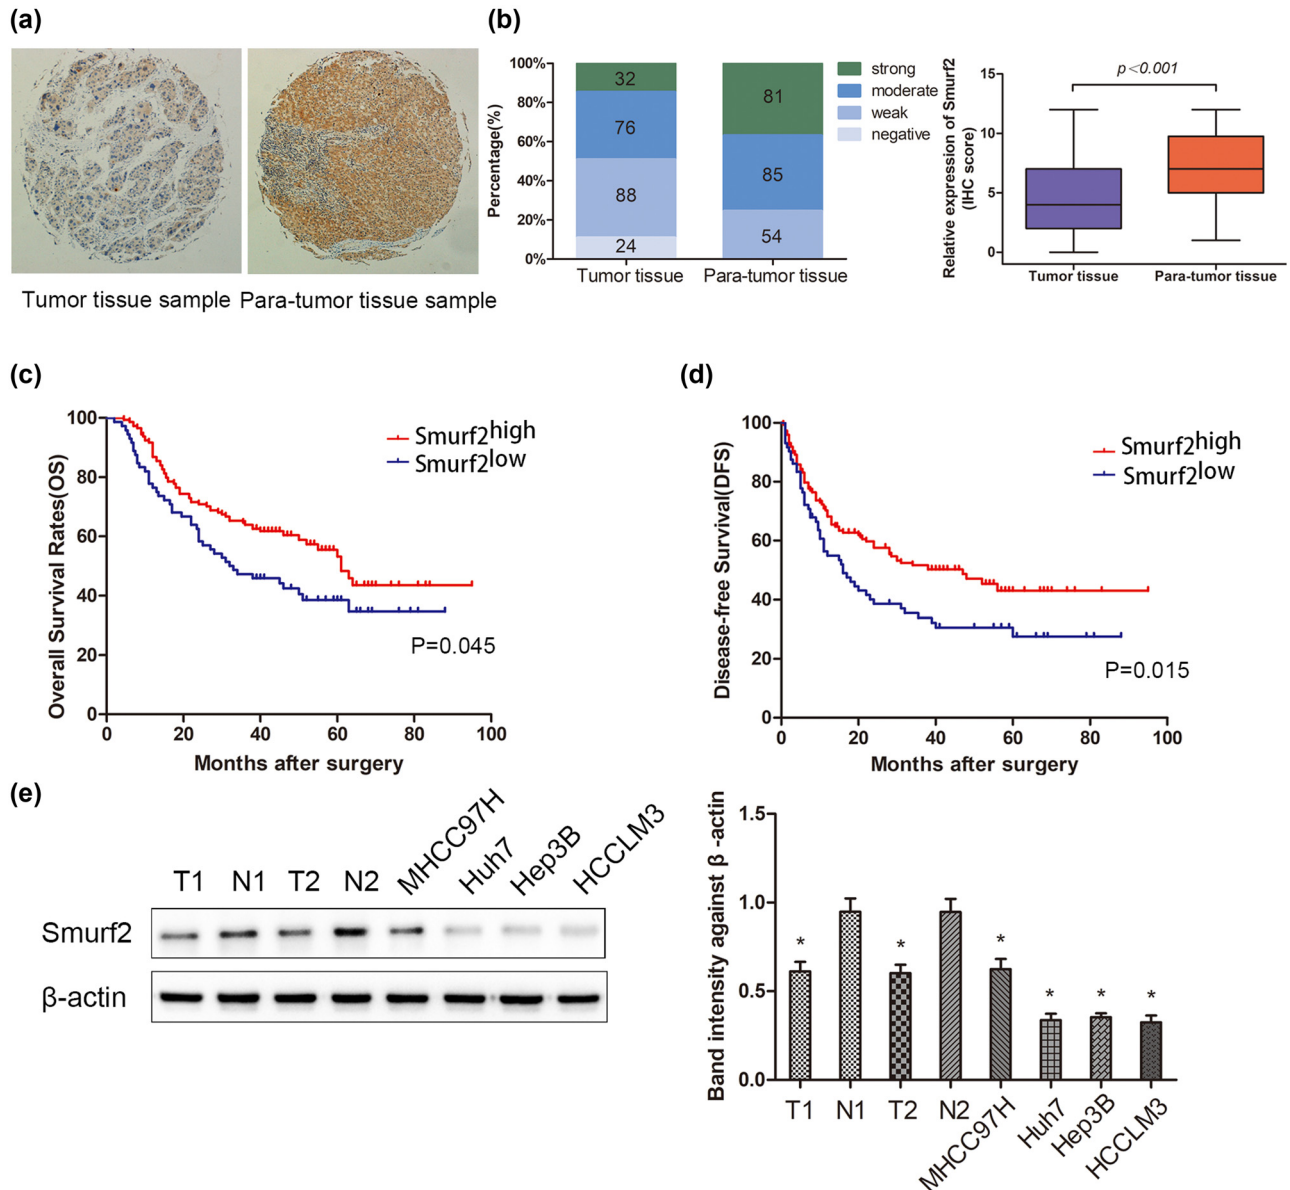 (a)
Tumor tissue sample
Para-tumor tissue sample
(b)
Percentage(%)
100%
80%
60%
40%
20%
0%
32
76
88
24
81
85
54
Tumor tissue
Para-tumor tissue
strong
moderate
weak
negative
Relative expression of Smurf2
(IHC score)
15
10
5
0
p<0.001
Tumor tissue
Para-tumor tissue
(c)
Overall Survival Rates(OS)
100
80
60
40
20
0
0 20 40 60 80 100
Months after surgery
Smurf2high
Smurf2low
P=0.045
(d)
Disease-free Survival(DFS)
100
80
60
40
20
0
0 20 40 60 80 100
Months after surgery
Smurf2high
Smurf2low
P=0.015
(e)
T1 N1 T2 N2 MHCC97H Huh7 Hep3B HCCLM3
Smurf2
β-actin
Band intensity against β -actin
1.5
1.0
0.5
0.0
* * * * * *
T1 N1 T2 N2 MHCC97H Huh7 Hep3B HCCLM3